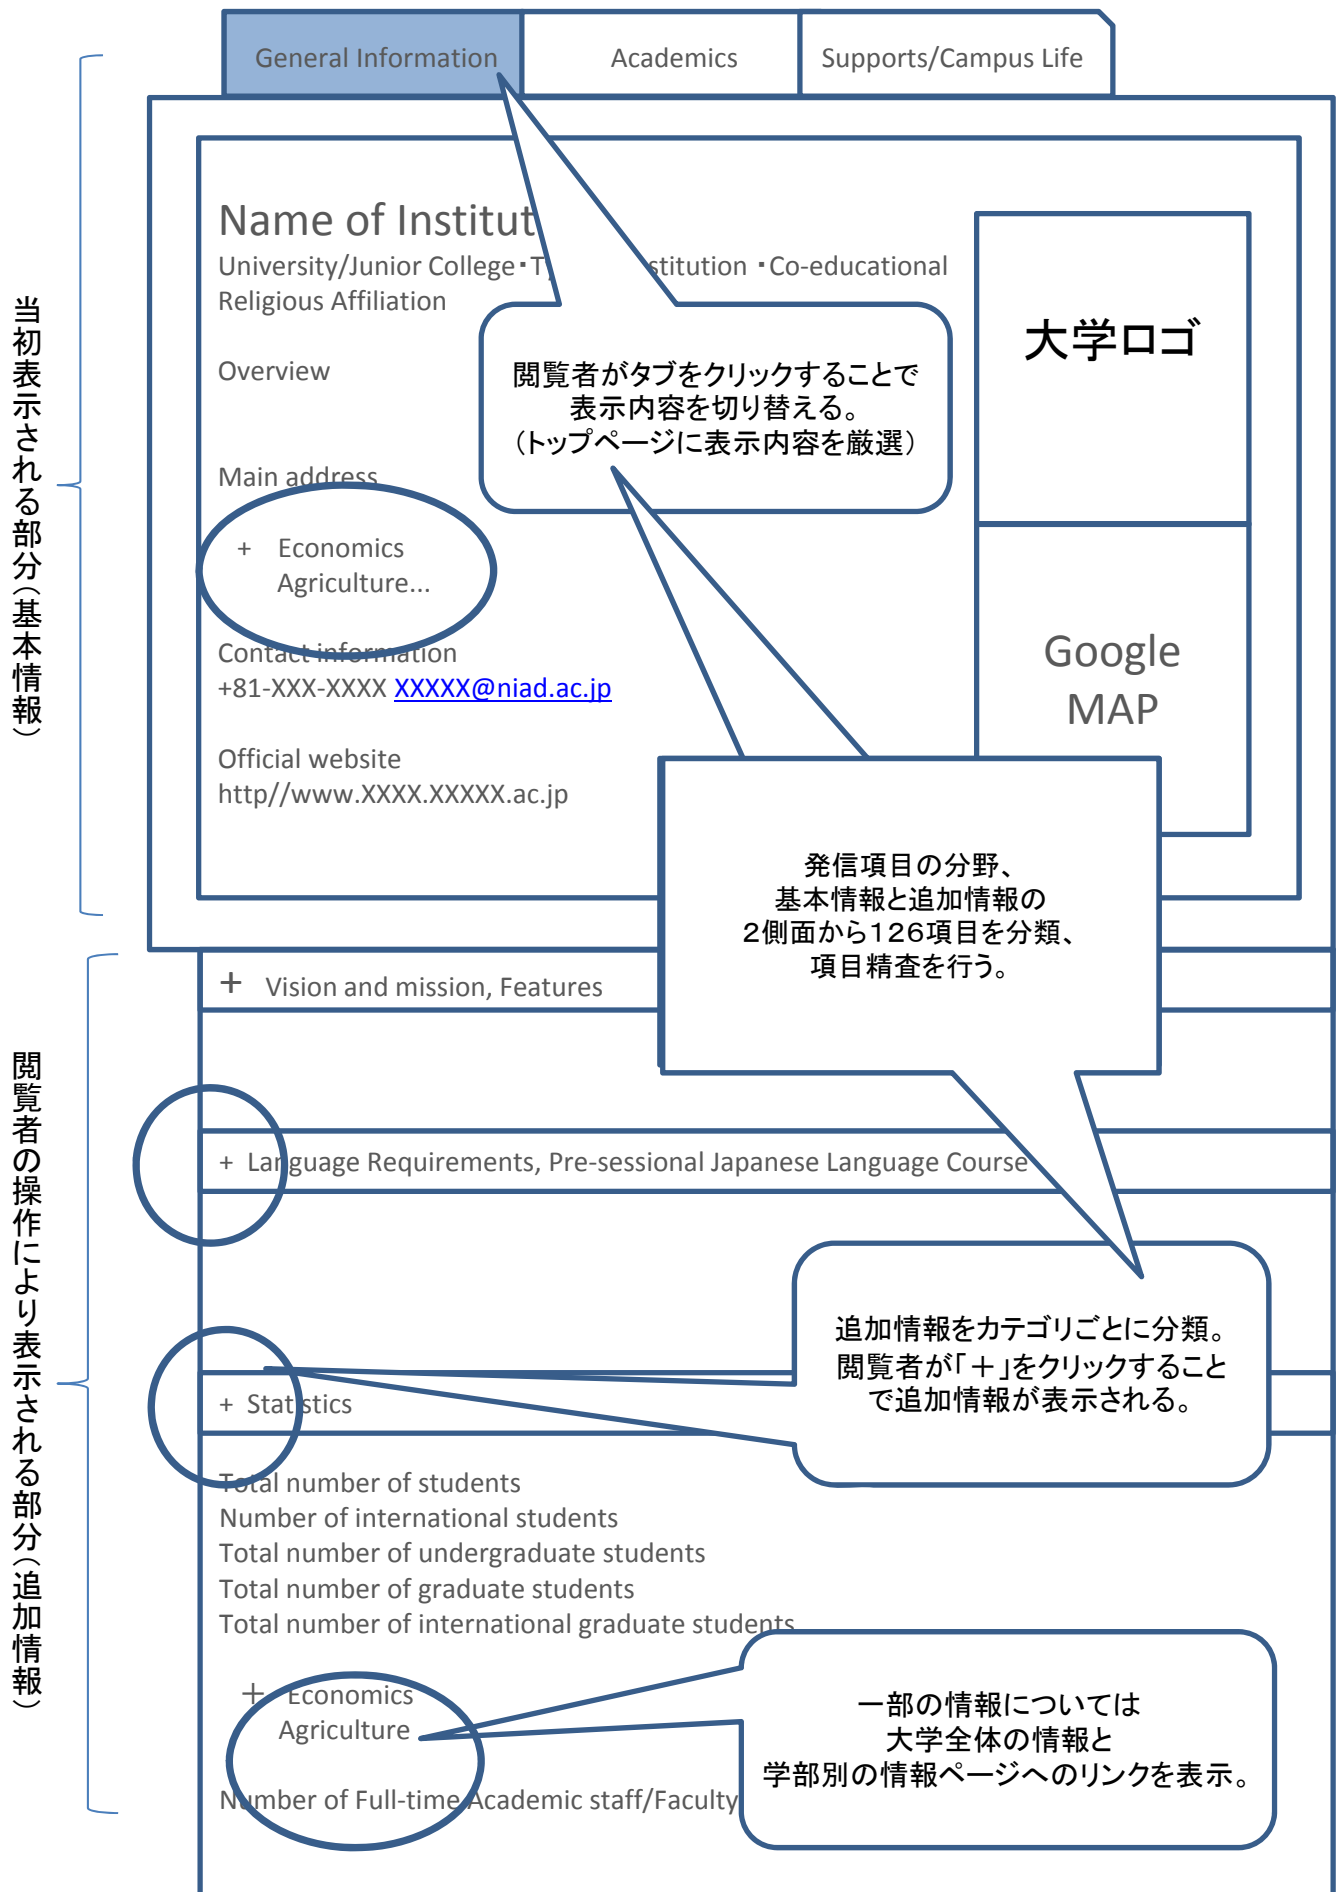 General Information
Academics
Supports/Campus Life
当初表示される部分(基本情報)
Name of Institut
University/Junior College・T stitution ・Co-educational
Religious Affiliation
Overview
Main address
+ Economics
Agriculture...
Contact information
+81-XXX-XXXX XXXXX@niad.ac.jp
Official website
http//www.XXXX.XXXXX.ac.jp
大学ロゴ
Google
MAP
閲覧者がタブをクリックすることで
表示内容を切り替える。
(トップページに表示内容を厳選)
発信項目の分野、
基本情報と追加情報の
2側面から126項目を分類、
項目精査を行う。
閲覧者の操作により表示される部分(追加情報)
+ Vision and mission, Features
+ Language Requirements, Pre-sessional Japanese Language Course
追加情報をカテゴリごとに分類。
閲覧者が「+」をクリックすること
で追加情報が表示される。
+ Statistics
Total number of students
Number of international students
Total number of undergraduate students
Total number of graduate students
Total number of international graduate students
+ Economics
Agriculture
Number of Full-time Academic staff/Faculty
一部の情報については
大学全体の情報と
学部別の情報ページへのリンクを表示。